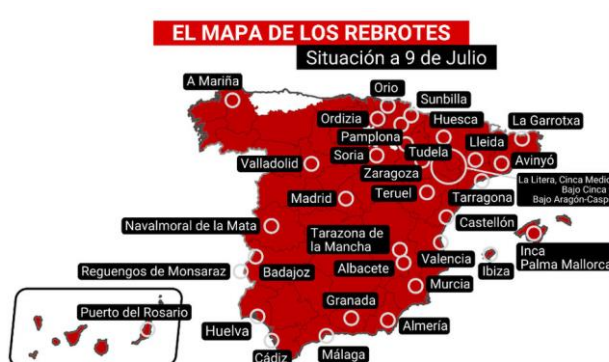 EL MAPA DE LOS REBROTES
Situación a 9 de Julio
A Mariña
Orio
Sunbilla
Ordizia
Huesca
La Garrotxa
Pamplona
Lleida
Soria
Tudela
Avinyó
Valladolid
Zaragoza
La Litera, Cinca Medio
Bajo Cinca
Bajo Aragón-Casp
Madrid
Teruel
Tarragona
Castellón
Navalmoral de la Mata
Tarazona de
la Mancha
Inca
Palma Mallorca
Valencia
Ibiza
Reguengos de Monsaraz
Badajoz
Albacete
Murcia
Puerto del Rosario
Granada
Huelva
Almería
Cádiz
Málaga